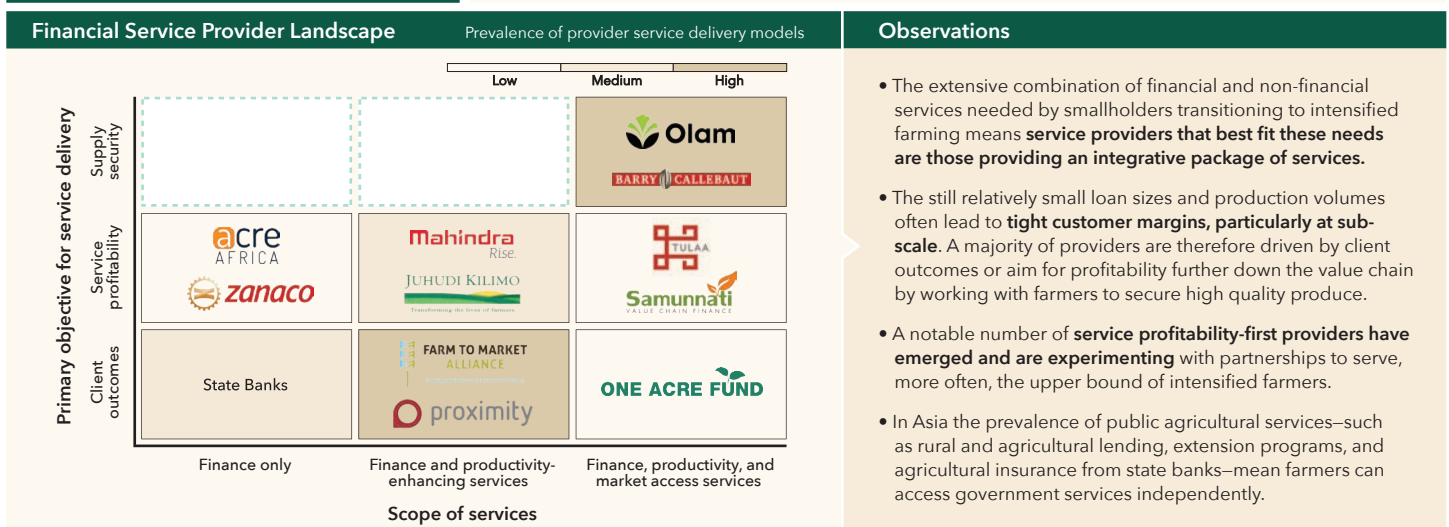 Financial Service Provider Landscape
Prevalence of provider service delivery models
Low
Medium
High
Primary objective for service delivery
Supply
security
Olam
BARRY CALLEBAUT
Service
profitability
acre
AFRICA
zanaco
Mahindra
Rise.
JUHUDI KILIMO
Transforming the lives of farmers.
TULAA
Samunnati
VALUE CHAIN FINANCE
Client
outcomes
State Banks
FARM TO MARKET
ALLIANCE
proximity
ONE ACRE FUND
Finance only
Finance and productivity-
enhancing services
Finance, productivity, and
market access services
Scope of services
Observations
• The extensive combination of financial and non-financial
services needed by smallholders transitioning to intensified
farming means service providers that best fit these needs
are those providing an integrative package of services.
• The still relatively small loan sizes and production volumes
often lead to tight customer margins, particularly at sub-
scale. A majority of providers are therefore driven by client
outcomes or aim for profitability further down the value chain
by working with farmers to secure high quality produce.
• A notable number of service profitability-first providers have
emerged and are experimenting with partnerships to serve,
more often, the upper bound of intensified farmers.
• In Asia the prevalence of public agricultural services—such
as rural and agricultural lending, extension programs, and
agricultural insurance from state banks—mean farmers can
access government services independently.